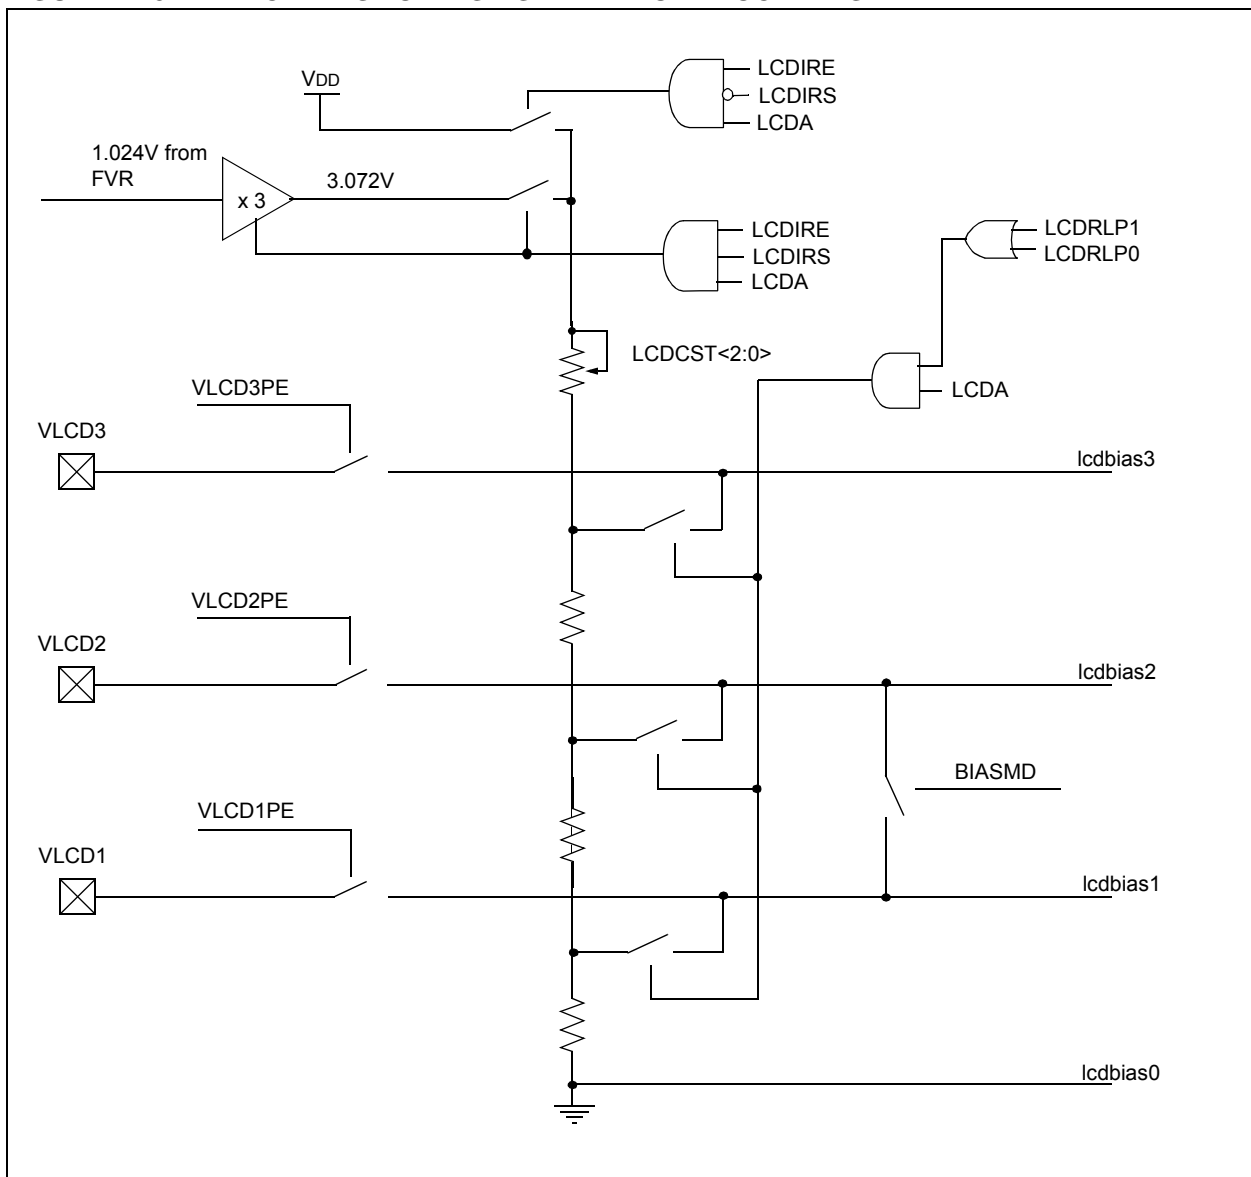 VDD
LCDIRE
LCDIRS
LCDA
1.024V from
FVR
x 3
3.072V
LCDIRE
LCDIRS
LCDA
LCDRLP1
LCDRLP0
LCDCST<2:0>
LCDA
VLCD3PE
VLCD3
lcdbias3
VLCD2PE
VLCD2
lcdbias2
BIASMD
VLCD1PE
VLCD1
lcdbias1
lcdbias0